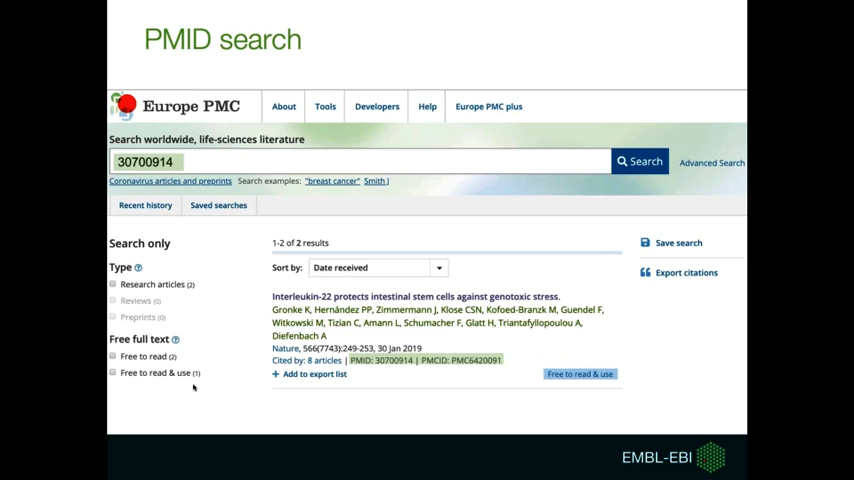 PMID search
Europe PMC
About
Tools
Developers
Help
Europe PMC plus
Search worldwide, life-sciences literature
30700914
Search
Advanced Search
Coronavirus articles and preprints Search examples: "breast cancer" Smith J
Recent history
Saved searches
Search only
Type
Research articles (2)
Reviews (0)
Preprints (0)
Free full text
Free to read (2)
Free to read & use (1)
1-2 of 2 results
Sort by: Date received
Interleukin-22 protects intestinal stem cells against genotoxic stress.
Gronke K, Hernández PP, Zimmermann J, Klose CSN, Kofoed-Branzk M, Guendel F,
Witkowski M, Tizian C, Amann L, Schumacher F, Glatt H, Triantafyllopoulou A,
Diefenbach A
Nature, 566(7743):249-253, 30 Jan 2019
Cited by: 8 articles | PMID: 30700914 | PMCID: PMC6420091
+ Add to export list
Free to read & use
Save search
Export citations
EMBL-EBI